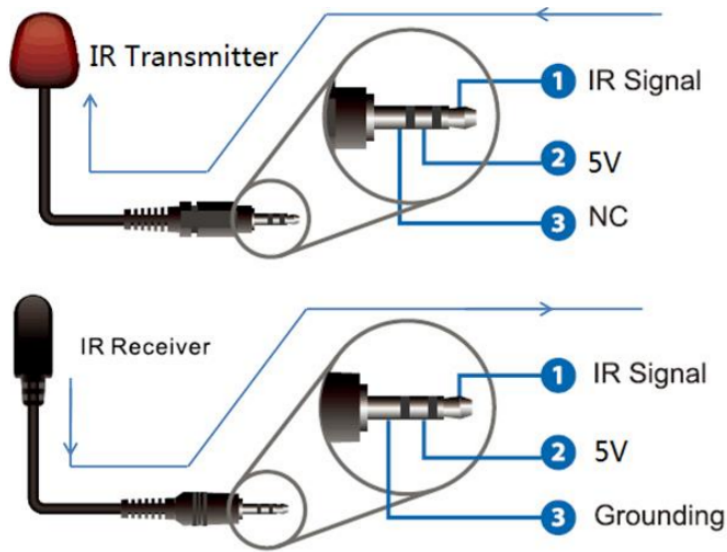 IR Transmitter
1 IR Signal
2 5V
3 NC
IR Receiver
1 IR Signal
2 5V
3 Grounding